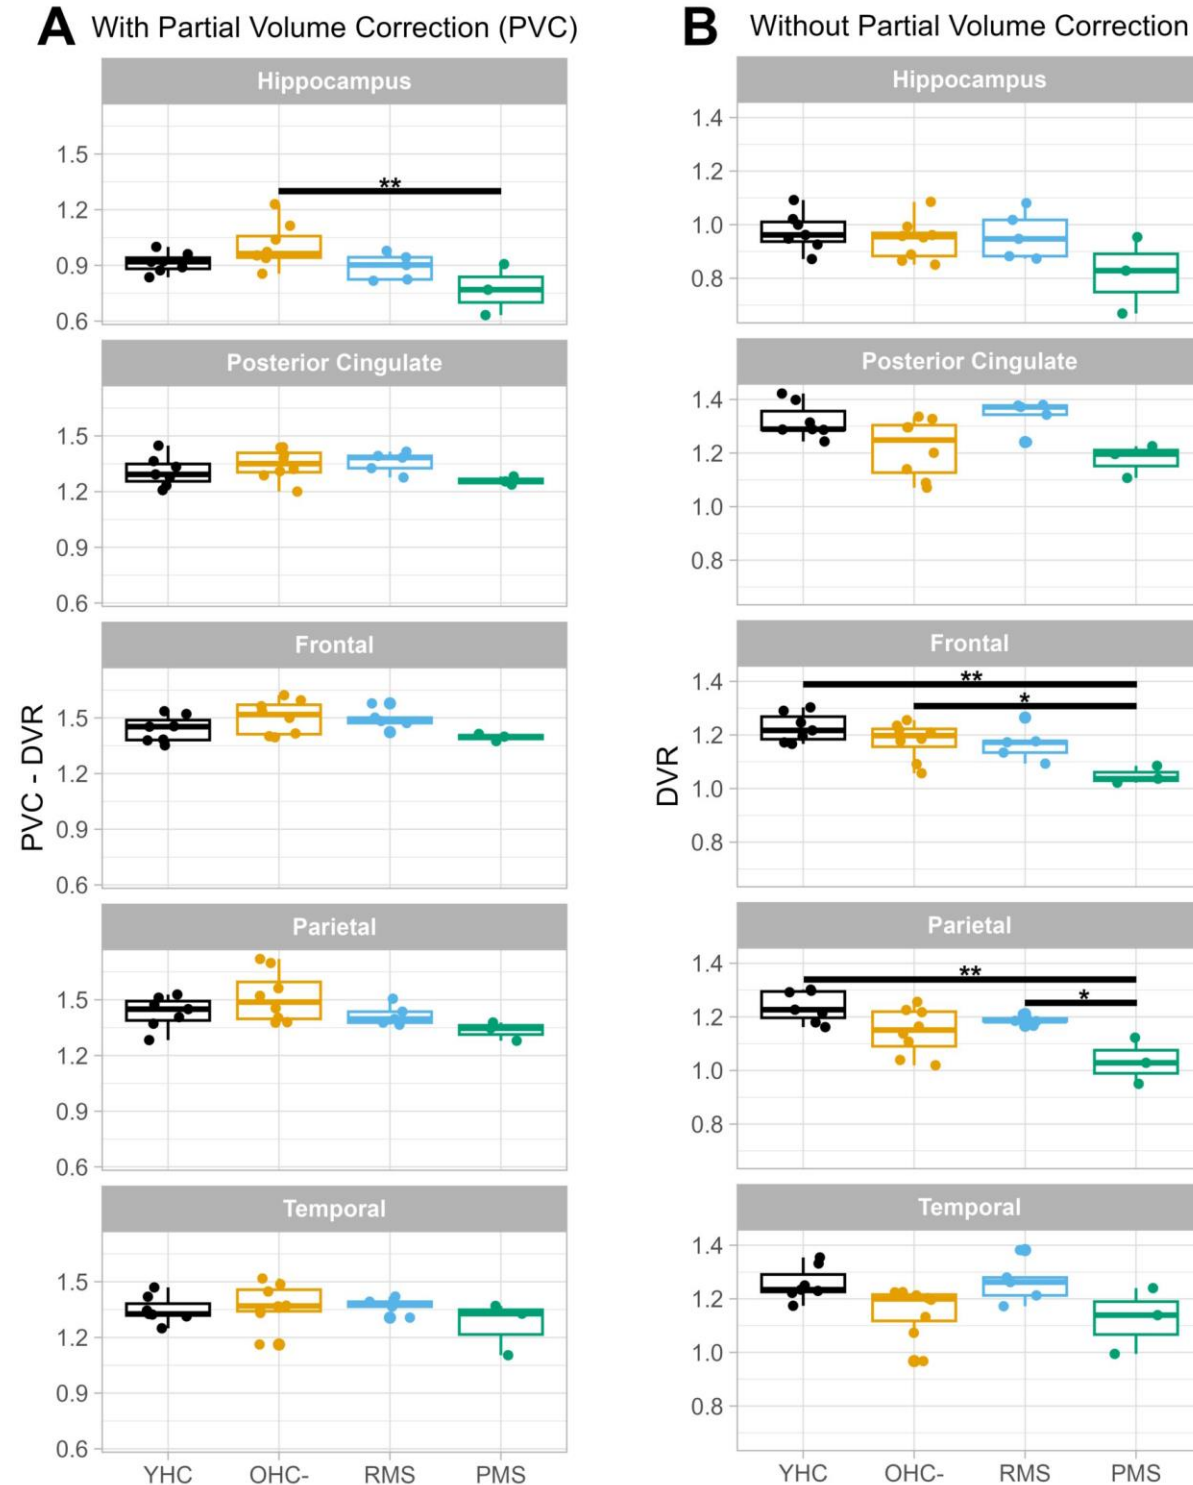 A With Partial Volume Correction (PVC)
Hippocampus
1.5
1.2
0.9
0.6
**
Posterior Cingulate
1.5
1.2
0.9
0.6
Frontal
1.5
1.2
0.9
0.6
Parietal
1.5
1.2
0.9
0.6
Temporal
1.5
1.2
0.9
0.6
PVC - DVR
YHC OHC- RMS PMS
B Without Partial Volume Correction
Hippocampus
1.4
1.2
1.0
0.8
Posterior Cingulate
1.4
1.2
1.0
0.8
Frontal
**
*
1.4
1.2
1.0
0.8
Parietal
**
*
1.4
1.2
1.0
0.8
Temporal
1.4
1.2
1.0
0.8
DVR
YHC OHC- RMS PMS